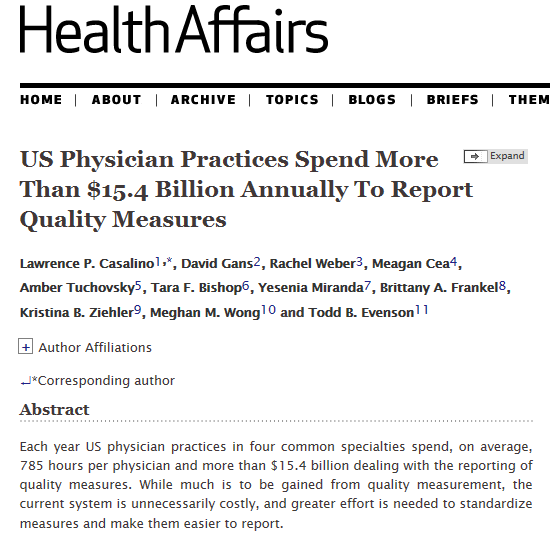 HealthAffairs
HOME | ABOUT | ARCHIVE | TOPICS | BLOGS | BRIEFS | THEM
US Physician Practices Spend More
Expand
Than $15.4 Billion Annually To Report
Quality Measures
Lawrence P. Casalino1,*, David Gans2, Rachel Weber3, Meagan Cea4,
Amber Tuchovsky5, Tara F. Bishop6, Yesenia Miranda7, Brittany A. Frankel8,
Kristina B. Ziehler9, Meghan M. Wong10 and Todd B. Evenson11
+ Author Affiliations
↵*Corresponding author
Abstract
Each year US physician practices in four common specialties spend, on average,
785 hours per physician and more than $15.4 billion dealing with the reporting of
quality measures. While much is to be gained from quality measurement, the
current system is unnecessarily costly, and greater effort is needed to standardize
measures and make them easier to report.